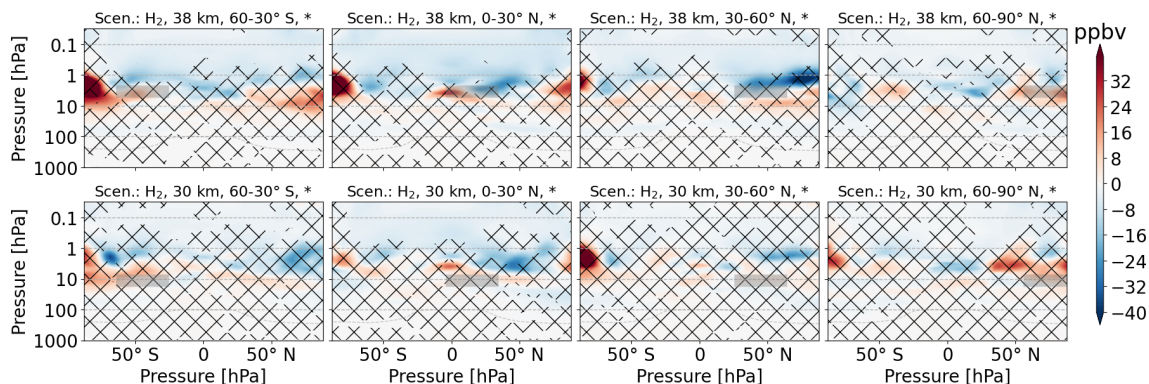 Scen.: H₂, 38 km, 60-30° S, *
Scen.: H₂, 38 km, 0-30° N, *
Scen.: H₂, 38 km, 30-60° N, *
Scen.: H₂, 38 km, 60-90° N, *
ppbv
Pressure [hPa]
0.1
1
10
100
1000
32
24
16
8
0
−8
−16
−24
−32
−40
Scen.: H₂, 30 km, 60-30° S, *
Scen.: H₂, 30 km, 0-30° N, *
Scen.: H₂, 30 km, 30-60° N, *
Scen.: H₂, 30 km, 60-90° N, *
Pressure [hPa]
0.1
1
10
100
1000
50° S 0 50° N
50° S 0 50° N
50° S 0 50° N
50° S 0 50° N
Pressure [hPa]
Pressure [hPa]
Pressure [hPa]
Pressure [hPa]